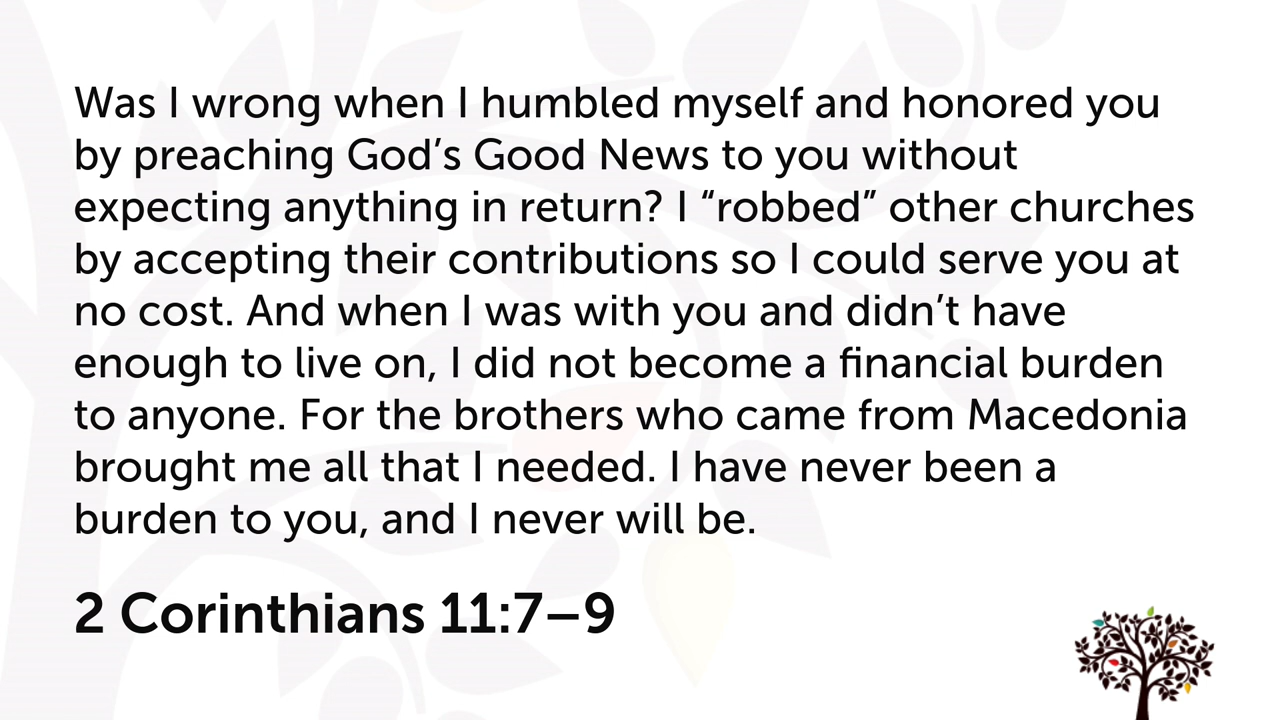 Was I wrong when I humbled myself and honored you
by preaching God’s Good News to you without
expecting anything in return? I “robbed” other churches
by accepting their contributions so I could serve you at
no cost. And when I was with you and didn’t have
enough to live on, I did not become a financial burden
to anyone. For the brothers who came from Macedonia
brought me all that I needed. I have never been a
burden to you, and I never will be.
2 Corinthians 11:7–9